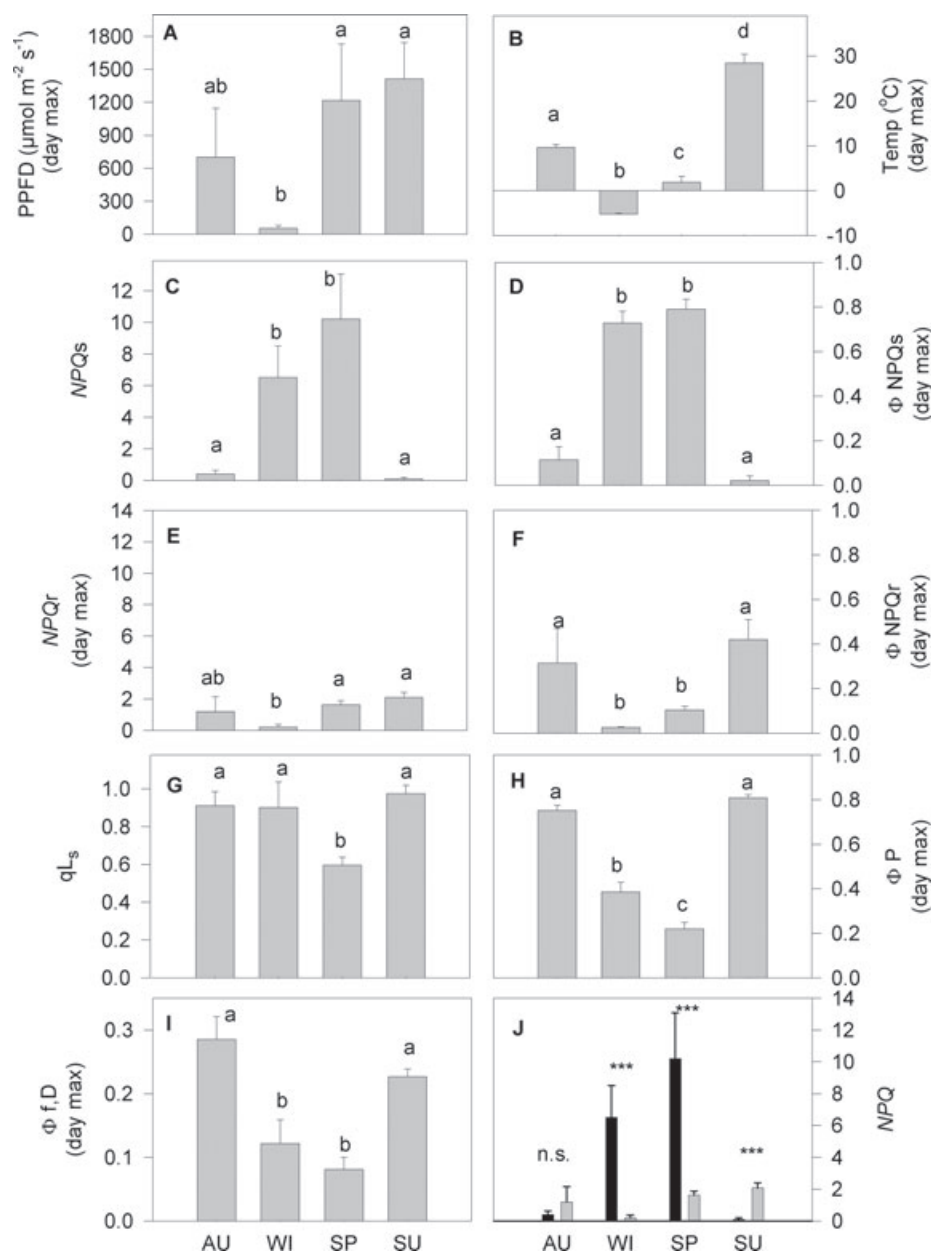 A
PPFD (µmol m⁻² s⁻¹)
(day max)
1800
1500
1200
900
600
300
0
ab
b
a
a
B
Temp (°C)
(day max)
30
20
10
0
-10
a
b
c
d
C
NPQs
12
10
8
6
4
2
0
a
b
b
a
D
Φ NPQs
(day max)
1.0
0.8
0.6
0.4
0.2
0.0
a
b
b
a
E
NPQr
(day max)
14
12
10
8
6
4
2
0
ab
b
a
a
F
Φ NPQr
(day max)
1.0
0.8
0.6
0.4
0.2
0.0
a
b
b
a
G
qLs
1.0
0.8
0.6
0.4
0.2
0.0
a
a
b
a
H
Φ P
(day max)
1.0
0.8
0.6
0.4
0.2
0.0
a
b
c
a
I
Φ f,D
(day max)
0.3
0.2
0.1
0.0
a
b
b
a
AU WI SP SU
J
NPQ
14
12
10
8
6
4
2
0
n.s.
***
***
***
AU WI SP SU